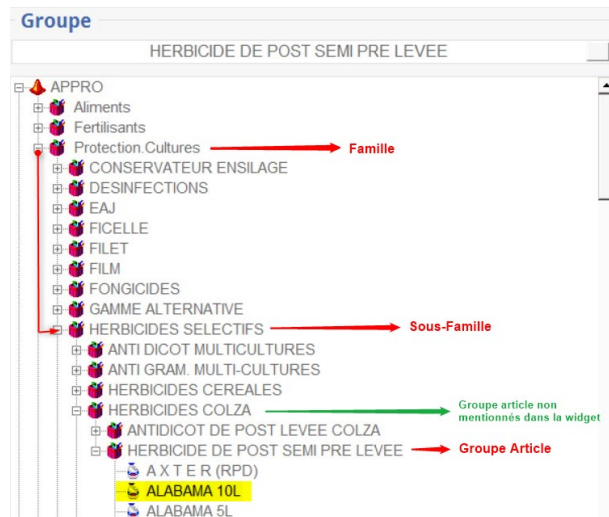 Groupe
HERBICIDE DE POST SEMI PRE LEVEE
APPRO
Aliments
Fertilisants
Protection.Cultures
Famille
CONSERVATEUR ENSILAGE
DESINFECTIONS
EAJ
FICELLE
FILET
FILM
FONGICIDES
GAMME ALTERNATIVE
HERBICIDES SELECTIFS
Sous-Famille
ANTI DICOT MULTICULTURES
ANTI GRAM. MULTI-CULTURES
HERBICIDES CEREALES
HERBICIDES COLZA
Groupe article non
mentionnés dans la widget
ANTIDICOT DE POST LEVEE COLZA
HERBICIDE DE POST SEMI PRE LEVEE
Groupe Article
A X T E R (RPD)
ALABAMA 10L
ALABAMA 5L